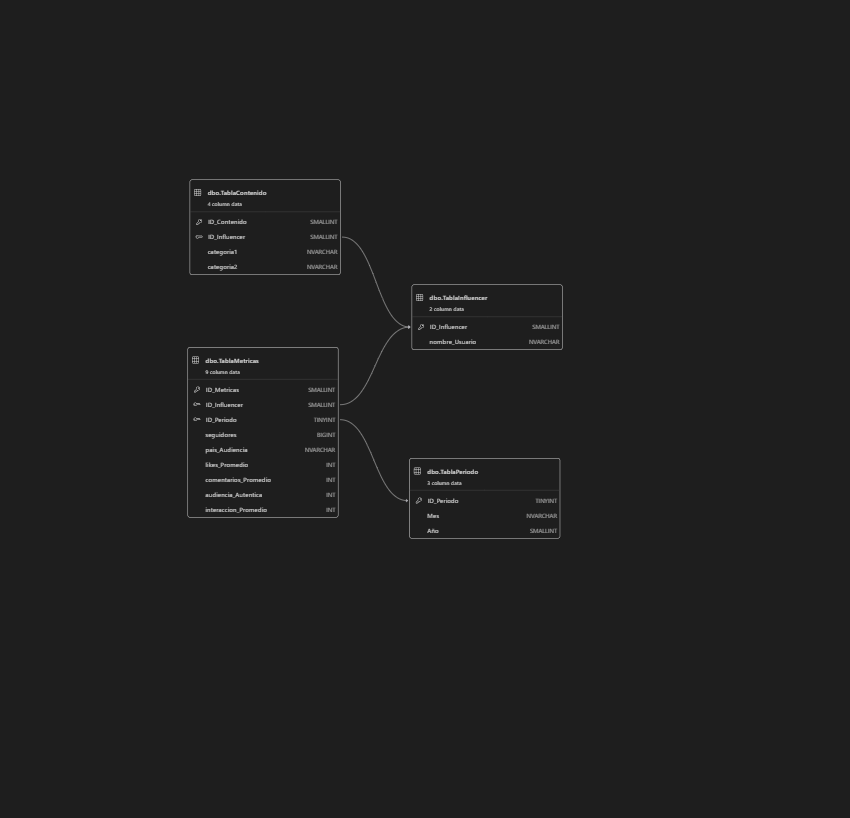 dbo.TablaContenido
4 column data
ID_Contenido SMALLINT
ID_Influencer SMALLINT
categoria1 NVARCHAR
categoria2 NVARCHAR
dbo.TablaInfluencer
2 column data
ID_Influencer SMALLINT
nombre_Usuario NVARCHAR
dbo.TablaMetricas
9 column data
ID_Metricas SMALLINT
ID_Influencer SMALLINT
ID_Periodo TINYINT
seguidores BIGINT
pais_Audiencia NVARCHAR
likes_Promedio INT
comentarios_Promedio INT
audiencia_Autentica INT
interaccion_Promedio INT
dbo.TablaPeriodo
3 column data
ID_Periodo TINYINT
Mes NVARCHAR
Año SMALLINT